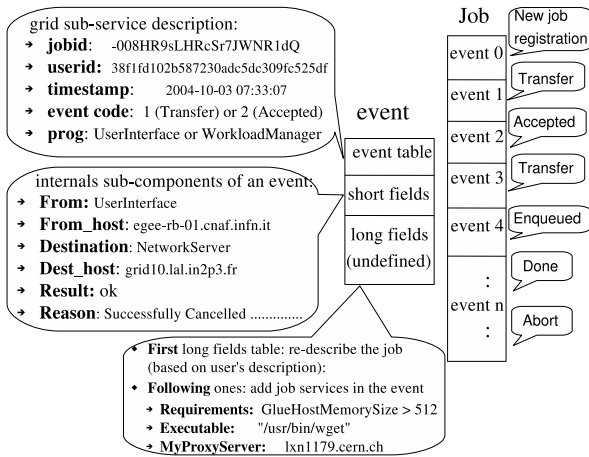 grid sub-service description:
➔ jobid: -008HR9sLHRcSr7JWNR1dQ
➔ userid: 38f1fd102b587230adc5dc309fc525df
➔ timestamp: 2004-10-03 07:33:07
➔ event code: 1 (Transfer) or 2 (Accepted)
➔ prog: UserInterface or WorkloadManager
internals sub-components of an event:
➔ From: UserInterface
➔ From_host: egee-rb-01.cnaf.infn.it
➔ Destination: NetworkServer
➔ Dest_host: grid10.lal.in2p3.fr
➔ Result: ok
➔ Reason: Successfully Cancelled ..............
event
event table
short fields
long fields
(undefined)
◆ First long fields table: re-describe the job
(based on user's description):
◆ Following ones: add job services in the event
➔ Requirements: GlueHostMemorySize > 512
➔ Executable: "/usr/bin/wget"
➔ MyProxyServer: lxn1179.cern.ch
Job
event 0
event 1
event 2
event 3
event 4
:
event n
:
New job
registration
Transfer
Accepted
Transfer
Enqueued
Done
Abort